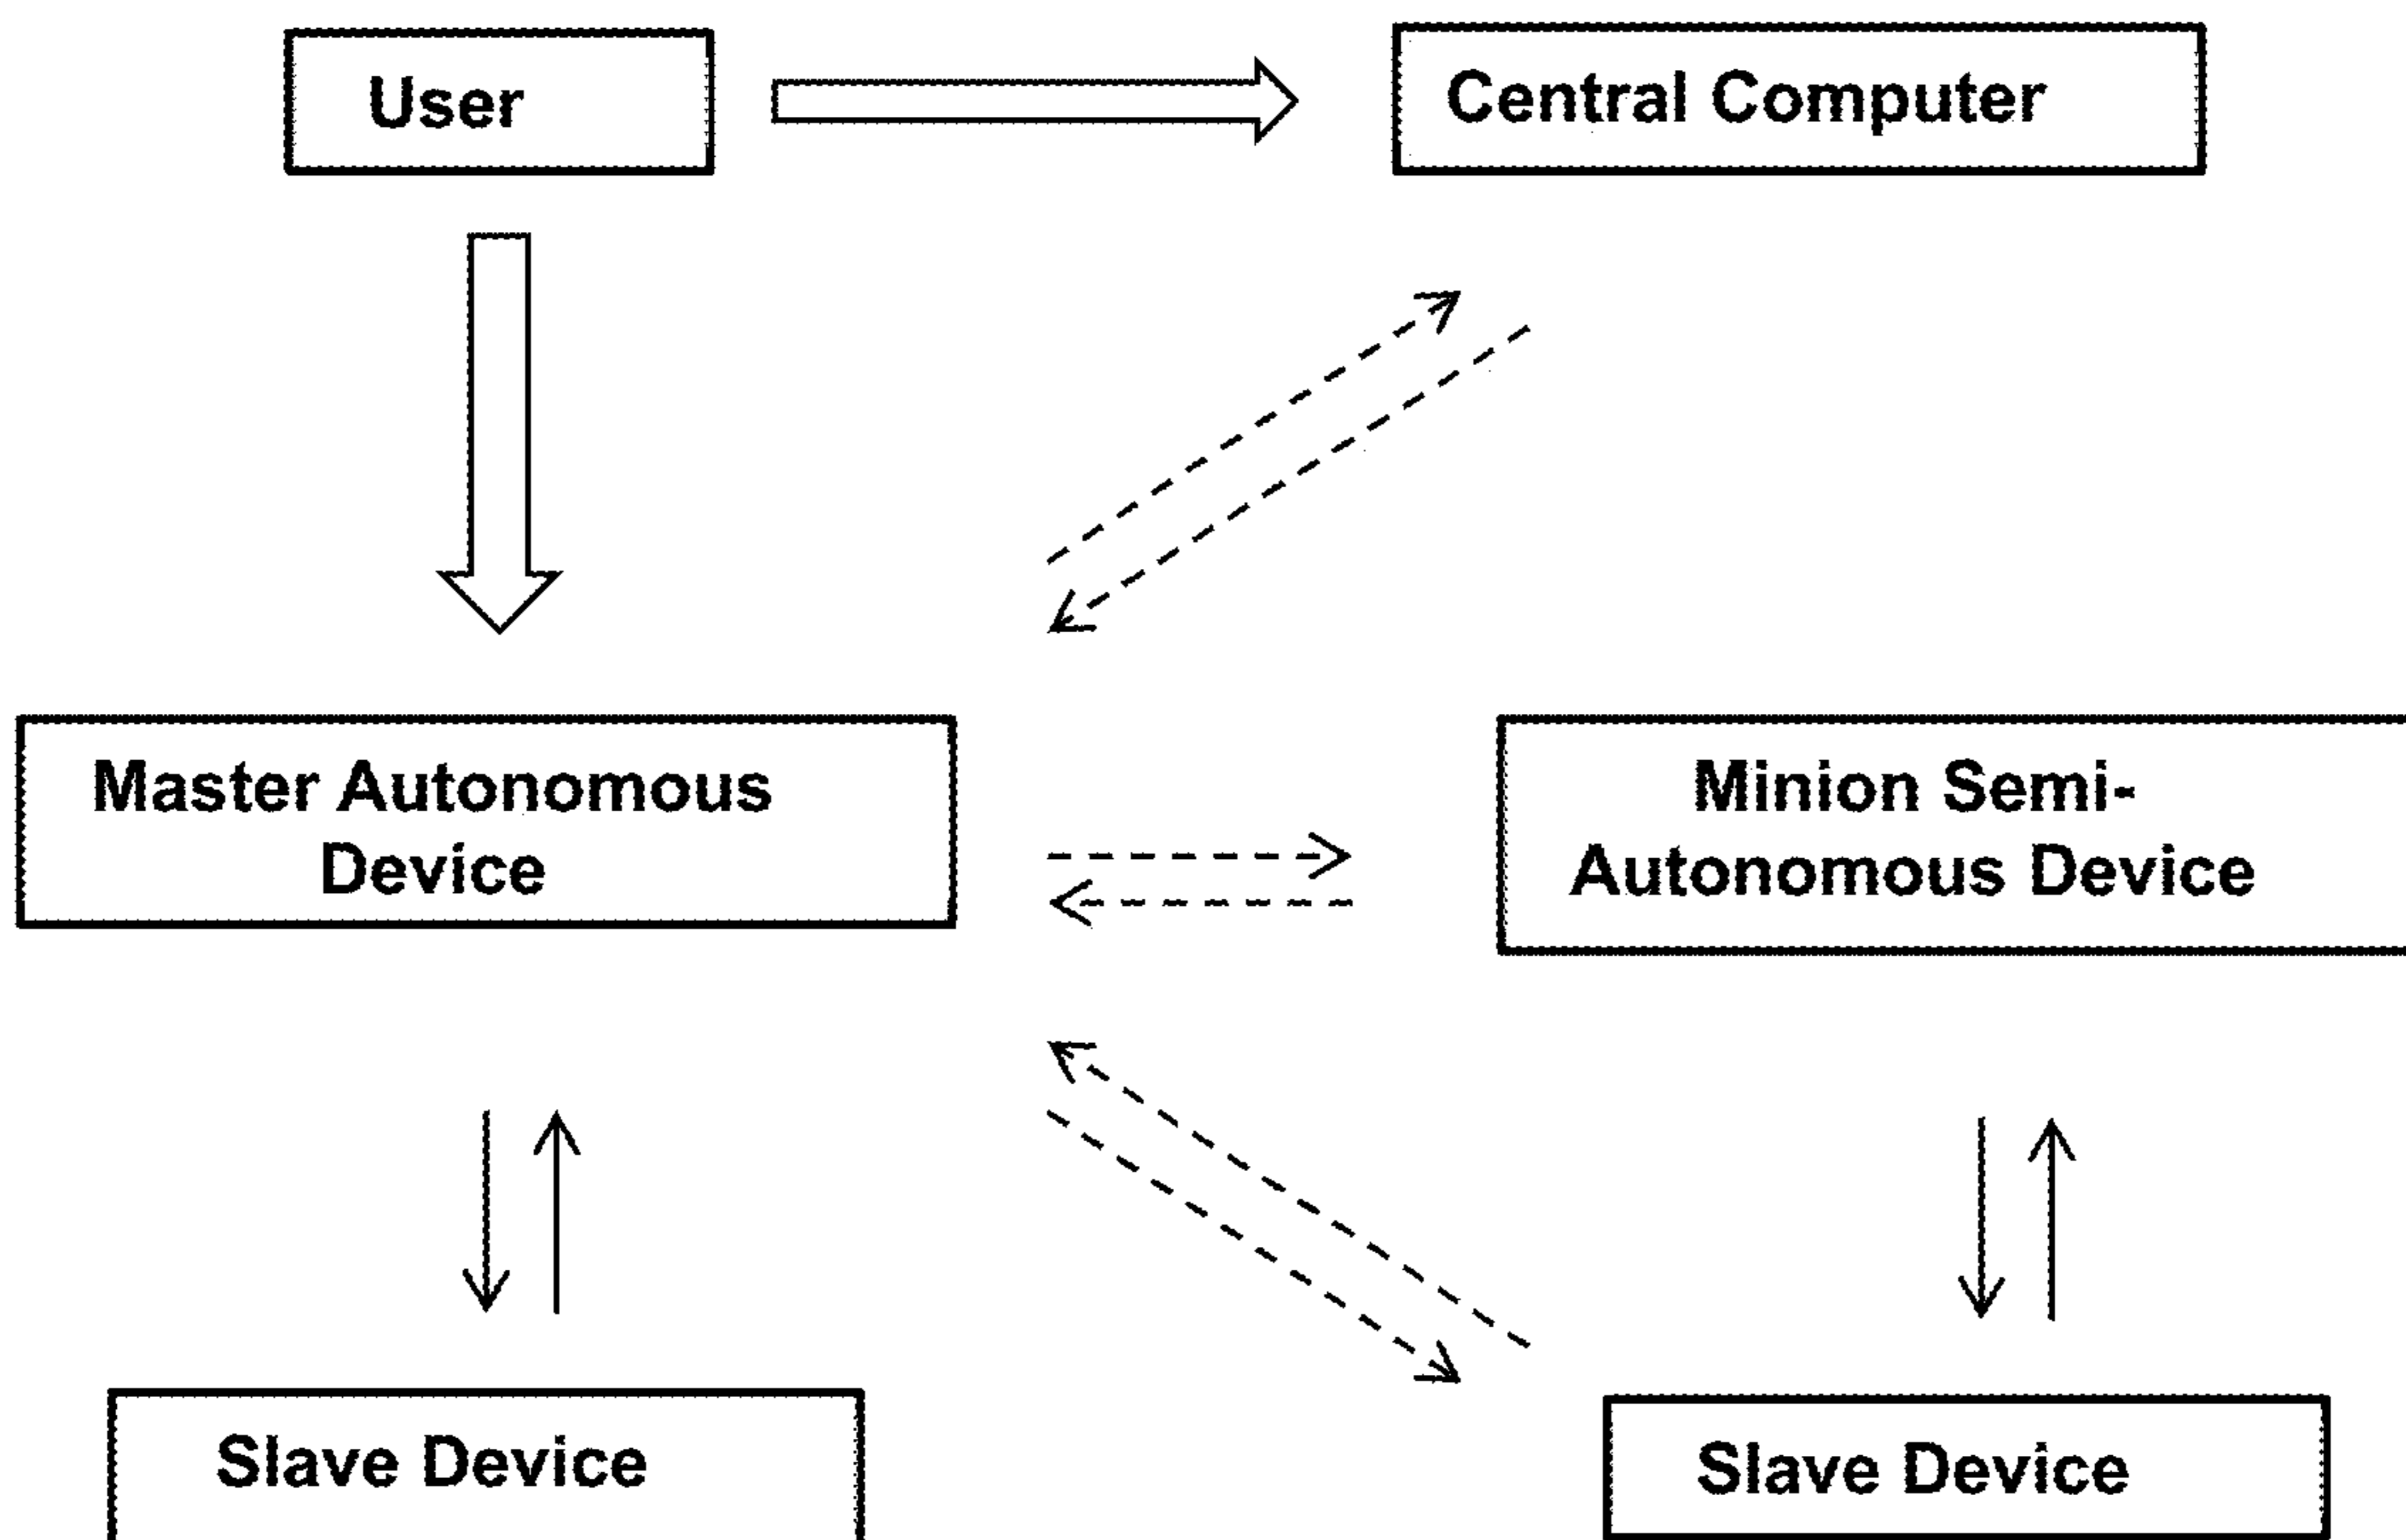 User
Central Computer
Master Autonomous
Device
Minion Semi-
Autonomous Device
Slave Device
Slave Device